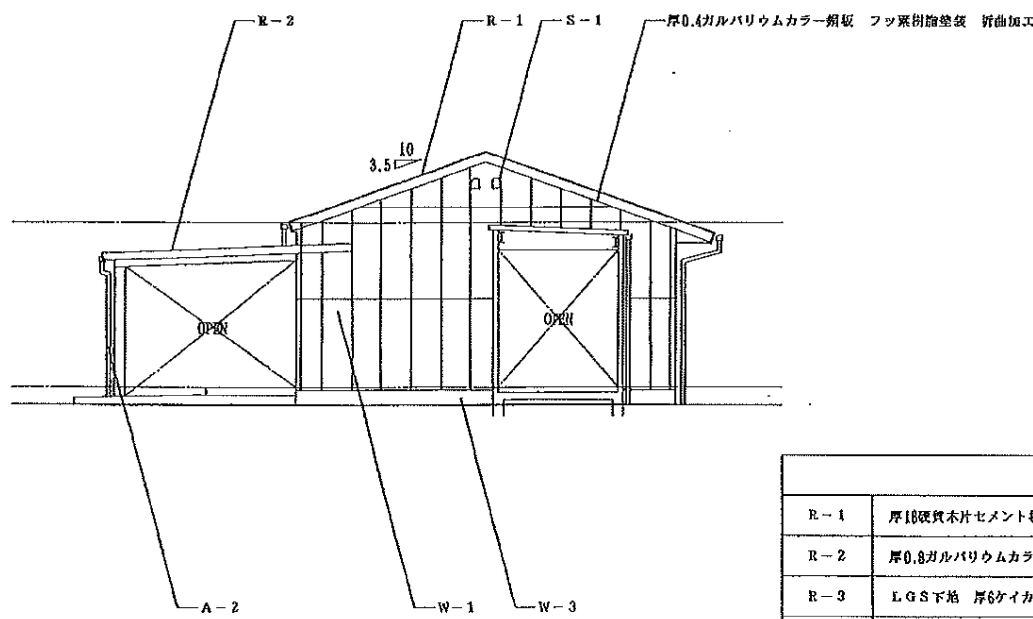 R-2
R-1
S-1
厚0.4ガルバリウムカラー鋼板 フッ素樹脂塗装 折曲加工
10
3.5
OPEN
OPEN
A-2
W-1
W-3
R-1 厚18硬質木片セメント
R-2 厚0.8ガルバリウムカラ
R-3 LGS下地 厚6ケイカ